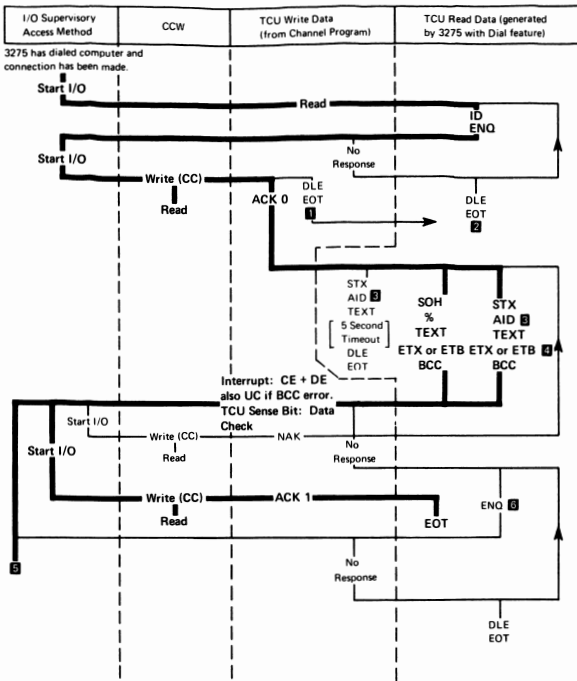 I/O Supervisory
Access Method
CCW
TCU Write Data
(from Channel Program)
TCU Read Data (generated
by 3275 with Dial feature)
3275 has dialed computer and
connection has been made.
Start I/O
Read
ID
ENQ
Start I/O
No
Response
Write (CC)
Read
ACK 0
DLE
EOT
1
DLE
EOT
2
STX
AID 3
TEXT
5 Second
Timeout
DLE
EOT
SOH
%
TEXT
ETX or ETB
BCC
STX
AID 3
TEXT
ETX or ETB 4
BCC
Interrupt: CE + DE
also UC if BCC error.
TCU Sense Bit: Data
Check
Start I/O
Write (CC)
Read
NAK
No
Response
Start I/O
Write (CC)
Read
ACK 1
EOT
ENQ 6
5
No
Response
DLE
EOT